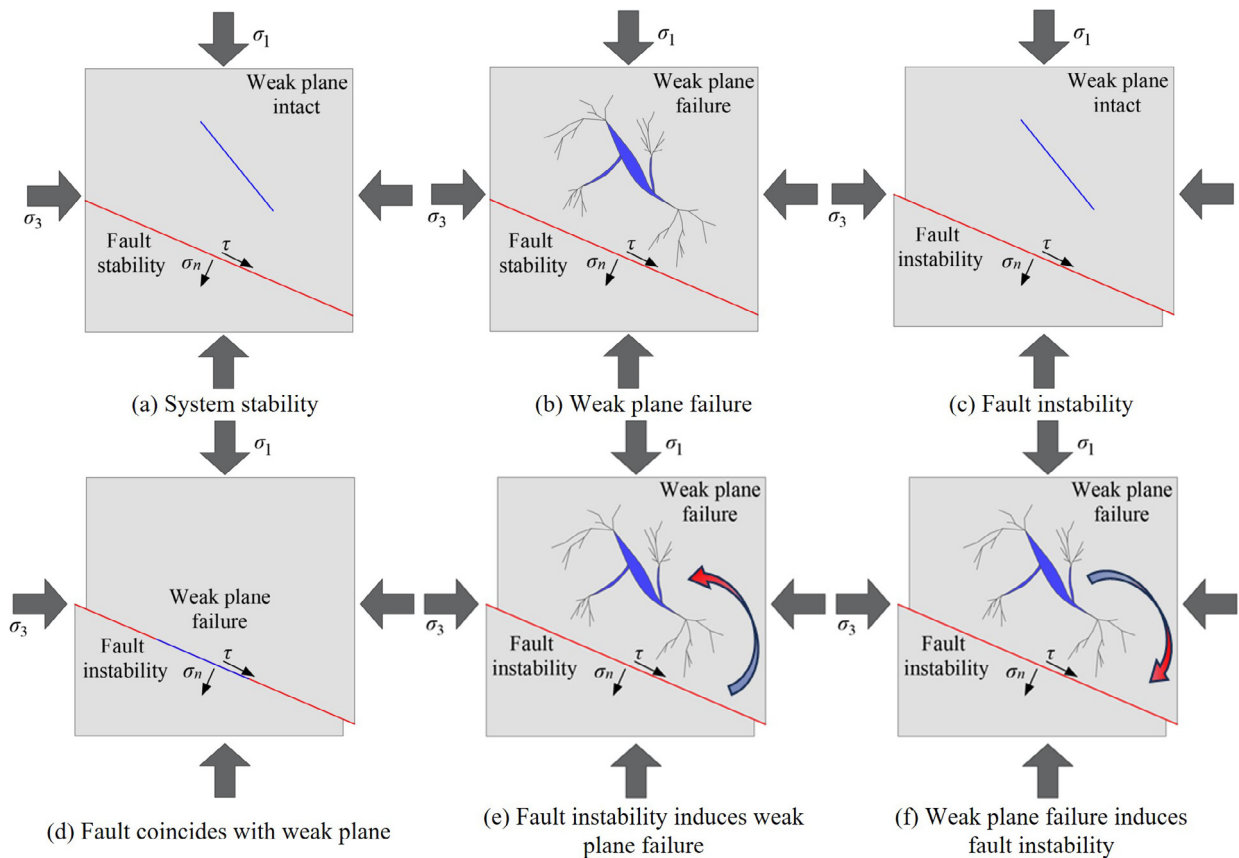 σ1
Weak plane
intact
σ3
Fault
stability
τ
σn
(a) System stability
σ1
Weak plane
failure
σ3
Fault
stability
τ
σn
(b) Weak plane failure
σ1
Weak plane
intact
σ3
Fault
instability
τ
σn
(c) Fault instability
σ1
Weak plane
failure
σ3
Fault
instability
τ
σn
(d) Fault coincides with weak plane
σ1
Weak plane
failure
σ3
Fault
instability
τ
σn
(e) Fault instability induces weak
plane failure
σ1
Weak plane
failure
σ3
Fault
instability
τ
σn
(f) Weak plane failure induces
fault instability